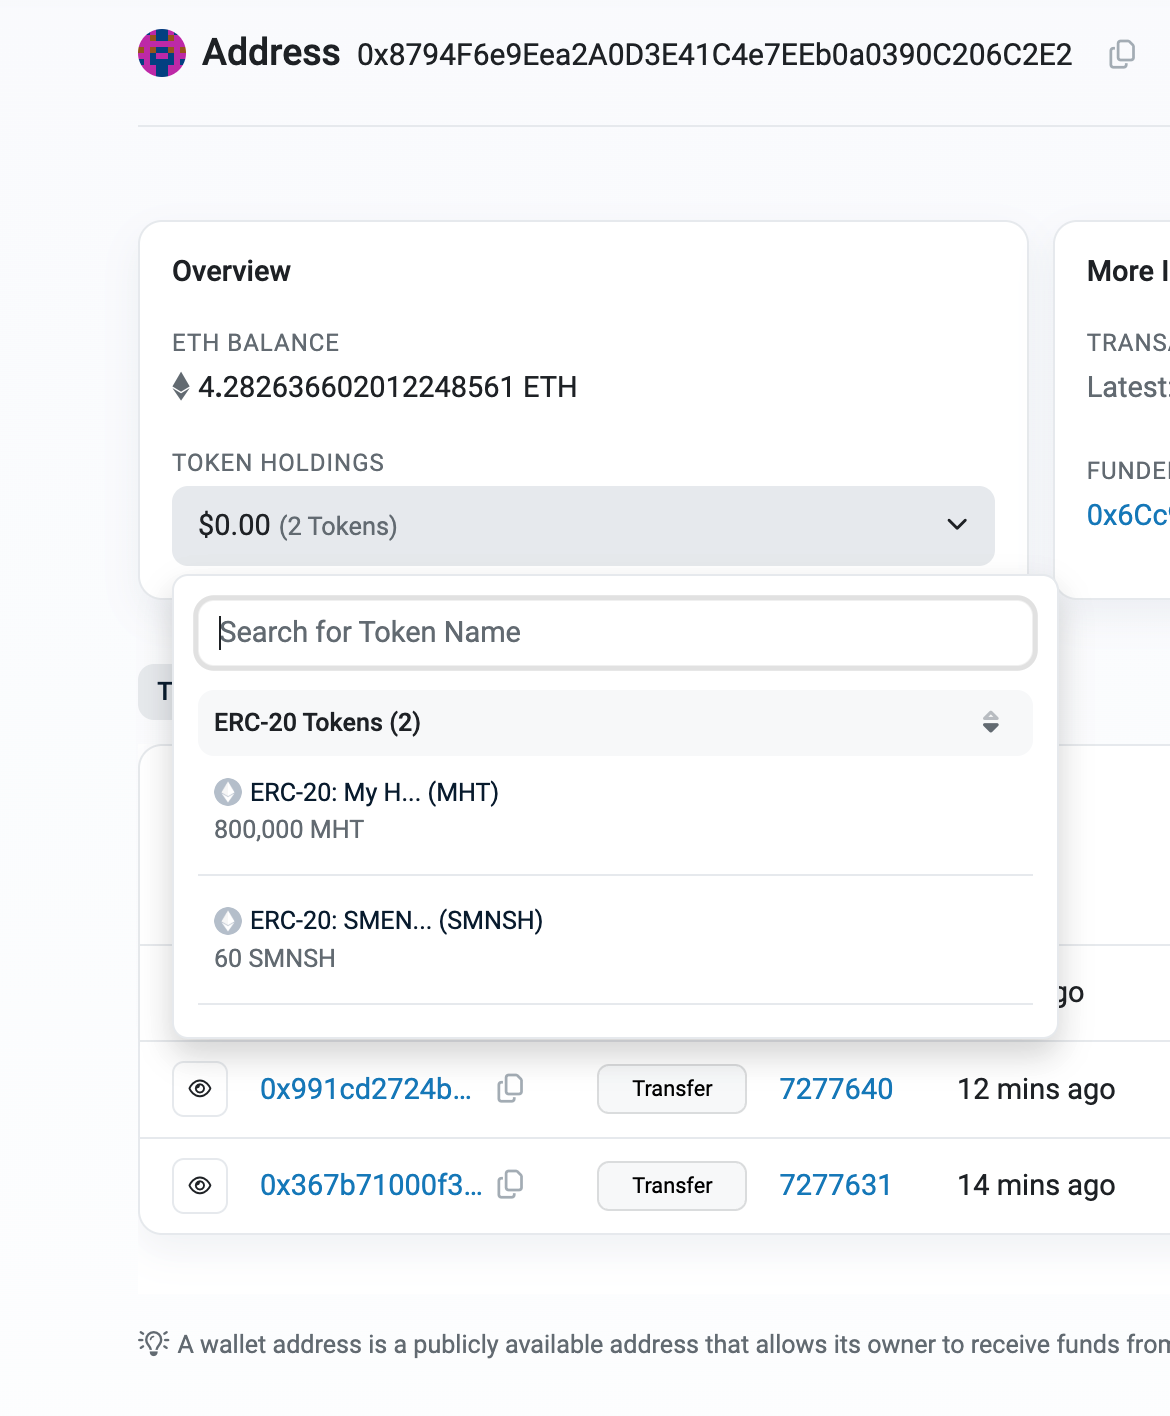 Address 0x8794F6e9Eea2A0D3E41C4e7EEb0a0390C206C2E2
Overview
ETH BALANCE
4.282636602012248561 ETH
TOKEN HOLDINGS
$0.00 (2 Tokens)
Search for Token Name
ERC-20 Tokens (2)
ERC-20: My H... (MHT)
800,000 MHT
ERC-20: SMEN... (SMNSH)
60 SMNSH
More I
TRANSA
Latest:
FUNDE
0x6Cc9
T
go
0x991cd2724b... Transfer 7277640 12 mins ago
0x367b71000f3... Transfer 7277631 14 mins ago
A wallet address is a publicly available address that allows its owner to receive funds from